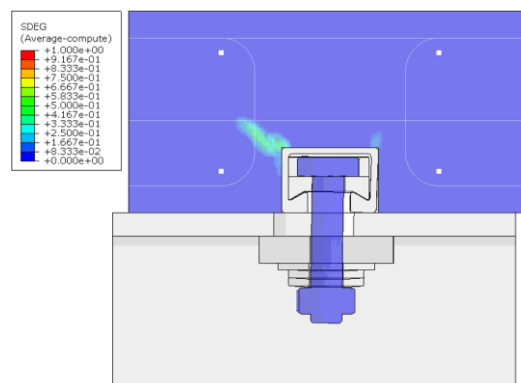 SDEG
(Average-compute)
+1.000e+00
+9.167e-01
+8.333e-01
+7.500e-01
+6.667e-01
+5.833e-01
+5.000e-01
+4.167e-01
+3.333e-01
+2.500e-01
+1.667e-01
+8.333e-02
+0.000e+00